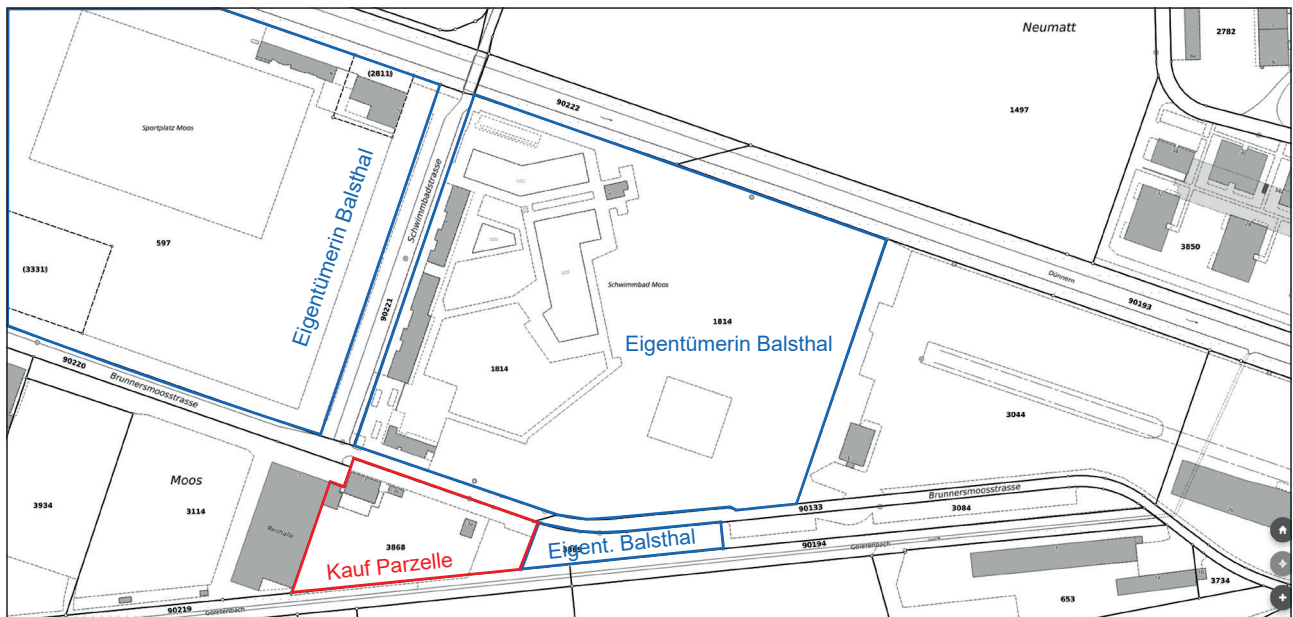 Neumatt
2782
(2811)
90222
1497
Sportplatz Moos
Schwimmbadstrasse
Eigentümerin Balsthal
597
(3331)
3850
Schwimmbad Moos
Dünnern
90193
90221
1814
Eigentümerin Balsthal
90220
Brunnersmoosstrasse
1814
3044
Moos
3934
3114
Reithalle
Brunnersmoosstrasse
90133
3084
3868
Kauf Parzelle
Eigent. Balsthal
90194
Goletenbach
90219
Goletenbach
653
3734